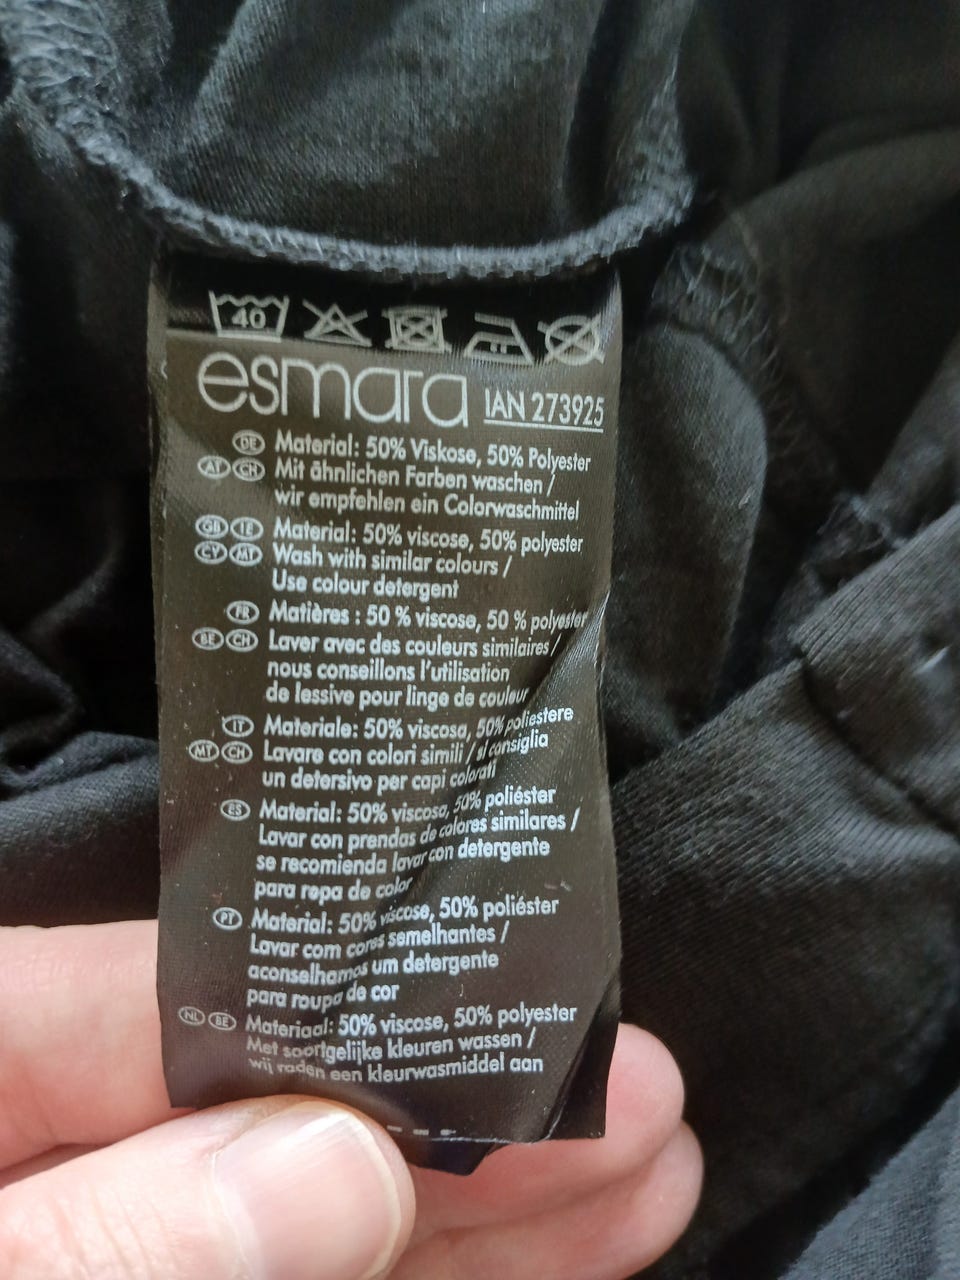 40
esmara IAN 273925
DE Material: 50% Viskose, 50% Polyester
AT CH Mit ähnlichen Farben waschen /
wir empfehlen ein Colorwaschmittel
GB IE Material: 50% viscose, 50% polyester
CY MT Wash with similar colours /
Use colour detergent
FR Matières : 50 % viscose, 50 % polyester
BE CH Laver avec des couleurs similaires /
nous conseillons l'utilisation
de lessive pour linge de couleur
IT Materiale: 50% viscosa, 50% poliestere
MT CH Lavare con colori simili / si consiglia
un detersivo per capi colorati
ES Material: 50% viscosa, 50% poliéster
Lavar con prendas de colores similares /
se recomienda lavar con detergente
para ropa de color
PT Material: 50% viscose, 50% poliéster
Lavar com cores semelhantes /
aconselhamos um detergente
para roupa de cor
NL BE Materiaal: 50% viscose, 50% polyester
Met soortgelijke kleuren wassen /
wij raden een kleurwasmiddel aan